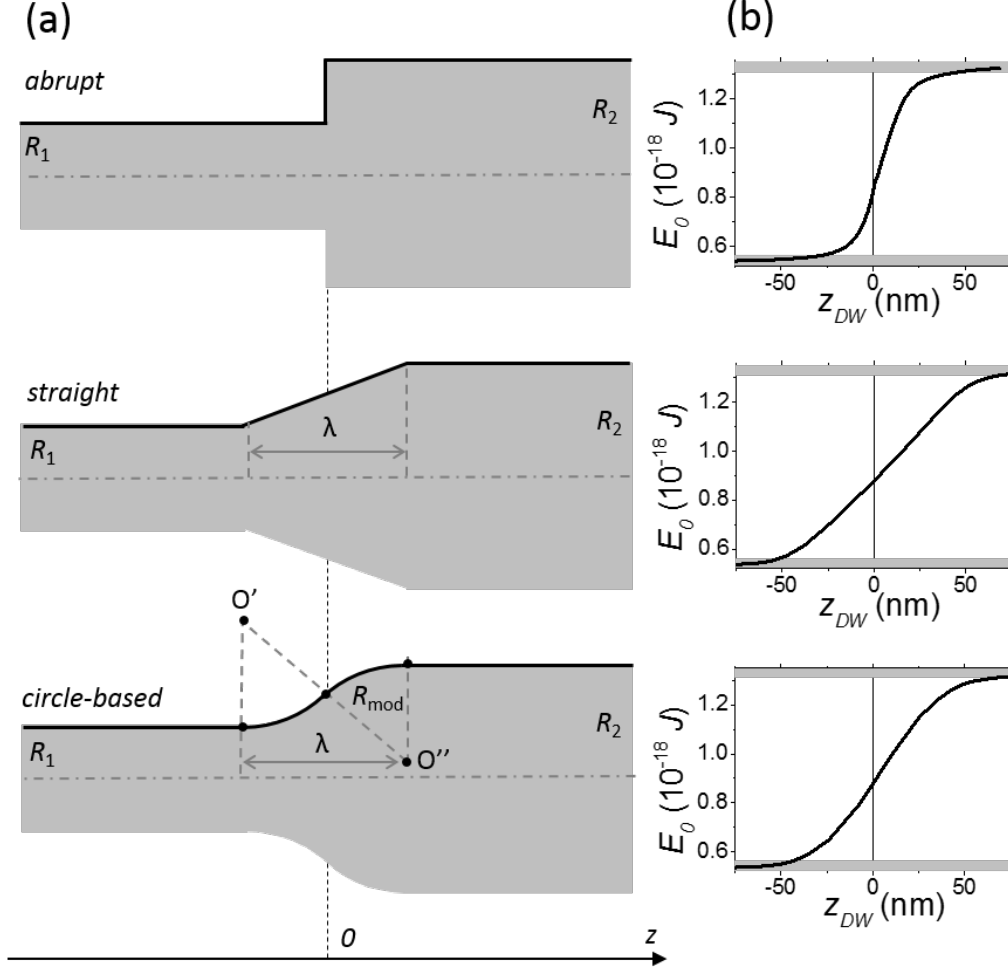 (a)
(b)
abrupt
R1
R2
1.2
1.0
0.8
0.6
E0 (10-18 J)
-50 0 50
zDW (nm)
straight
R1
λ
R2
1.2
1.0
0.8
0.6
E0 (10-18 J)
-50 0 50
zDW (nm)
O'
circle-based
R1
Rmod
λ
O''
R2
1.2
1.0
0.8
0.6
E0 (10-18 J)
-50 0 50
zDW (nm)
0
z